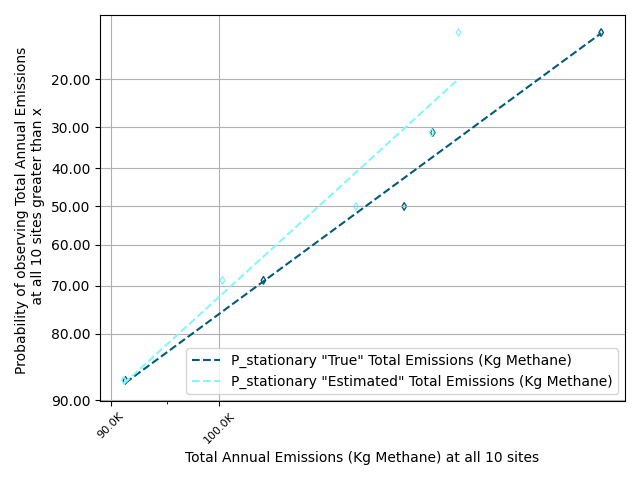 Probability of observing Total Annual Emissions
at all 10 sites greater than x
20.00
30.00
40.00
50.00
60.00
70.00
80.00
90.00
P_stationary "True" Total Emissions (Kg Methane)
P_stationary "Estimated" Total Emissions (Kg Methane)
90.0K
100.0K
Total Annual Emissions (Kg Methane) at all 10 sites